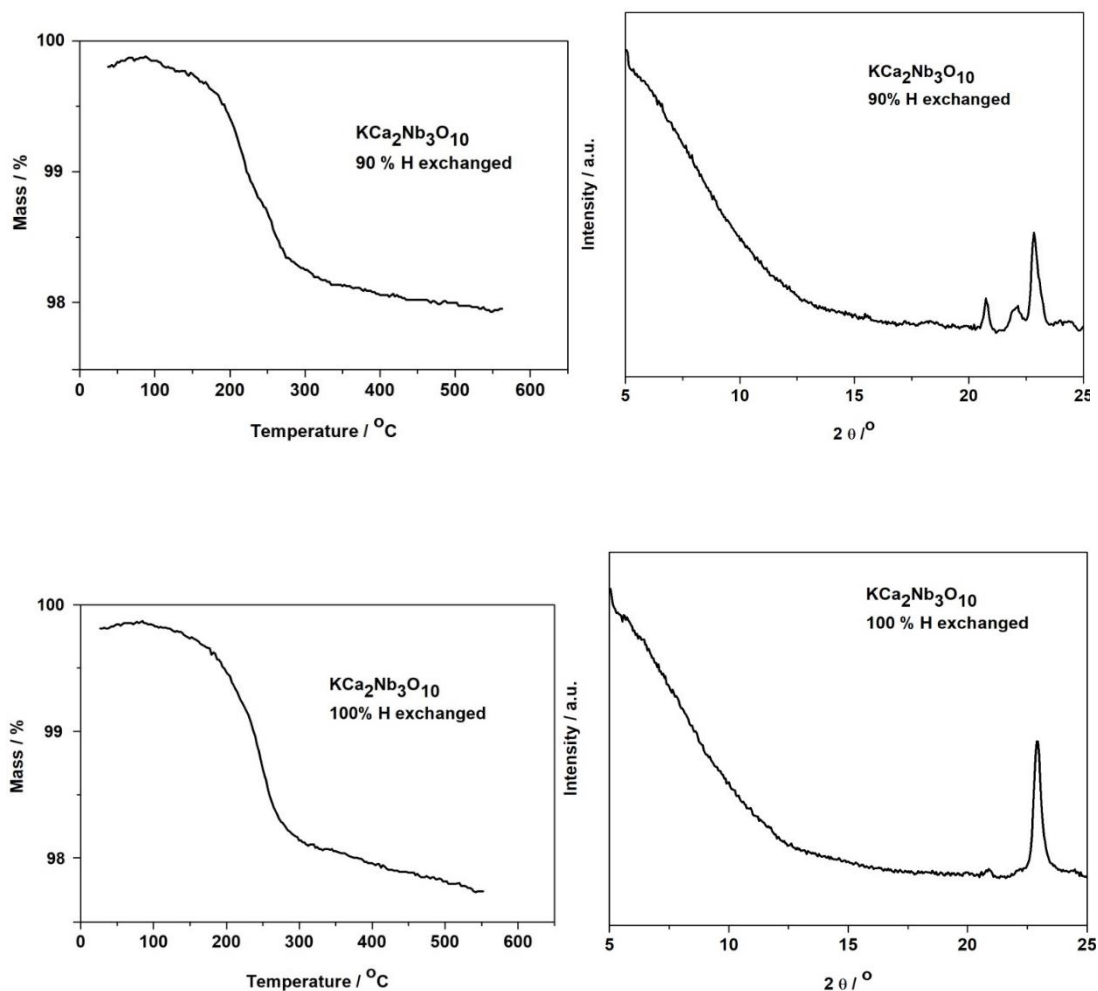 100
99
98
Mass / %
KCa2Nb3O10
90 % H exchanged
0 100 200 300 400 500 600
Temperature / OC
Intensity / a.u.
KCa2Nb3O10
90% H exchanged
5 10 15 20 25
2 θ /O
100
99
98
Mass / %
KCa2Nb3O10
100% H exchanged
0 100 200 300 400 500 600
Temperature / OC
Intensity / a.u.
KCa2Nb3O10
100 % H exchanged
5 10 15 20 25
2 θ / O